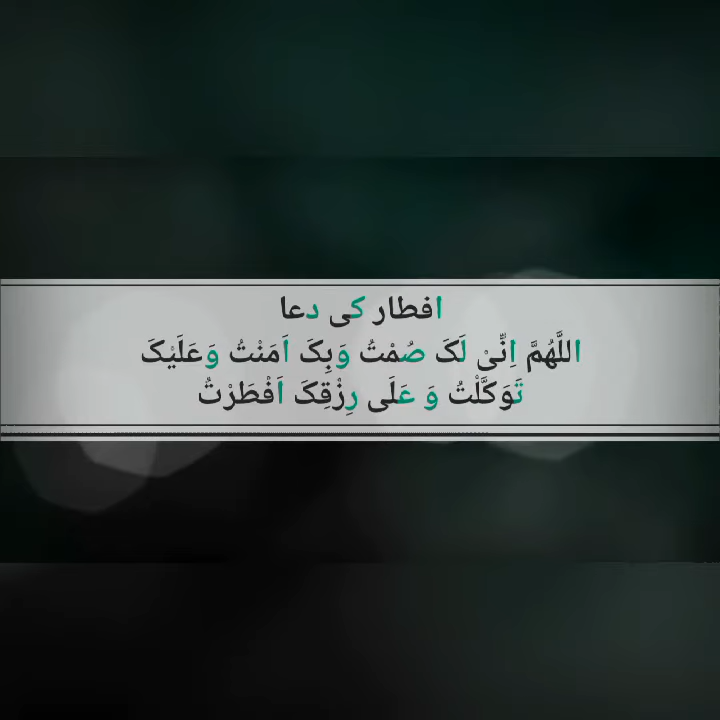 افطار کی دعا
اللَّهُمَّ اِنِّیْ لَکَ صُمْتُ وَبِکَ اَمَنْتُ وَعَلَیْکَ
تَوَکَّلْتُ وَ عَلَی رِزْقِکَ اَفْطَرْتُ